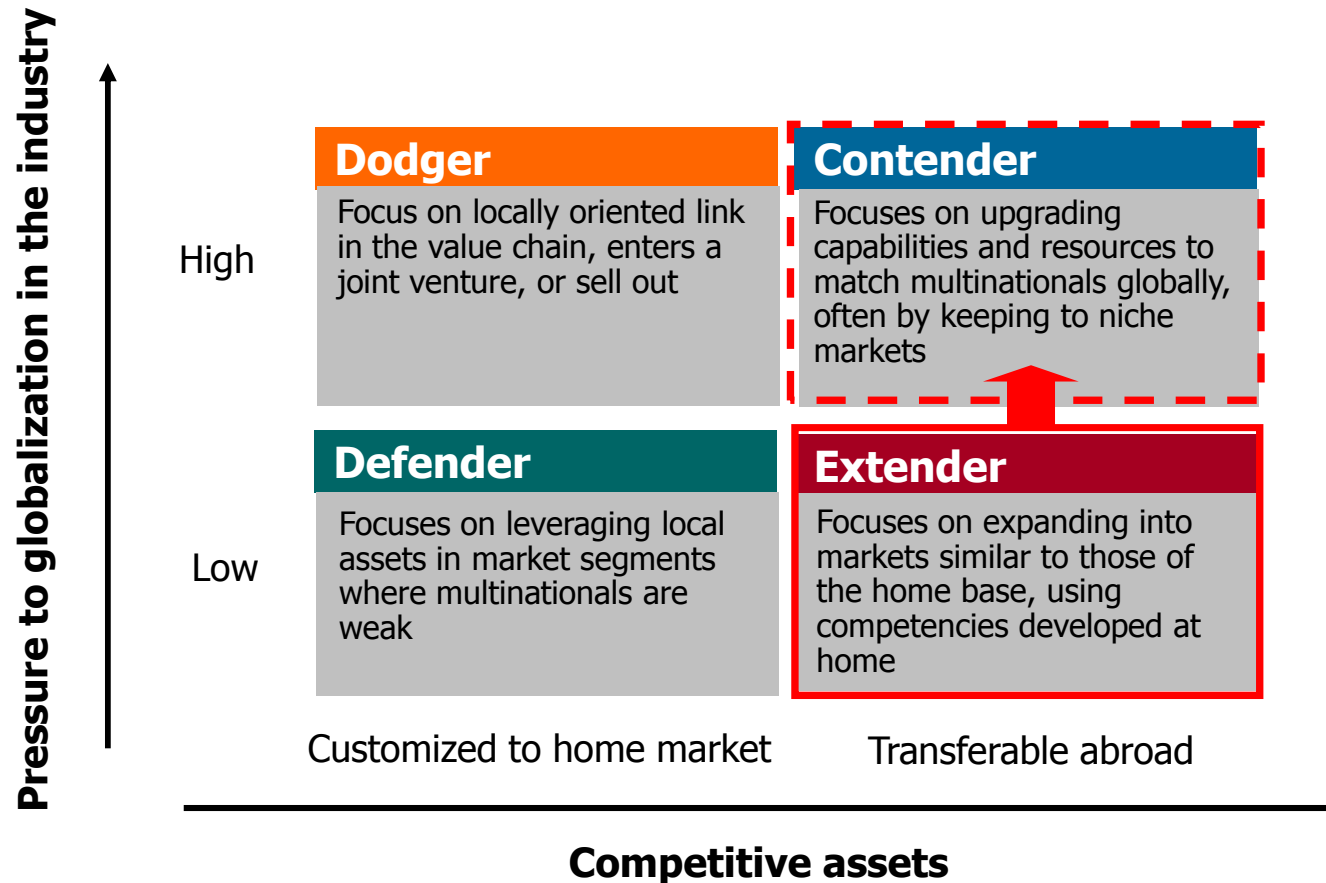 Pressure to globalization in the industry
High
Dodger
Focus on locally oriented link
in the value chain, enters a
joint venture, or sell out
Contender
Focuses on upgrading
capabilities and resources to
match multinationals globally,
often by keeping to niche
markets
Low
Defender
Focuses on leveraging local
assets in market segments
where multinationals are
weak
Extender
Focuses on expanding into
markets similar to those of
the home base, using
competencies developed at
home
Customized to home market
Transferable abroad
Competitive assets